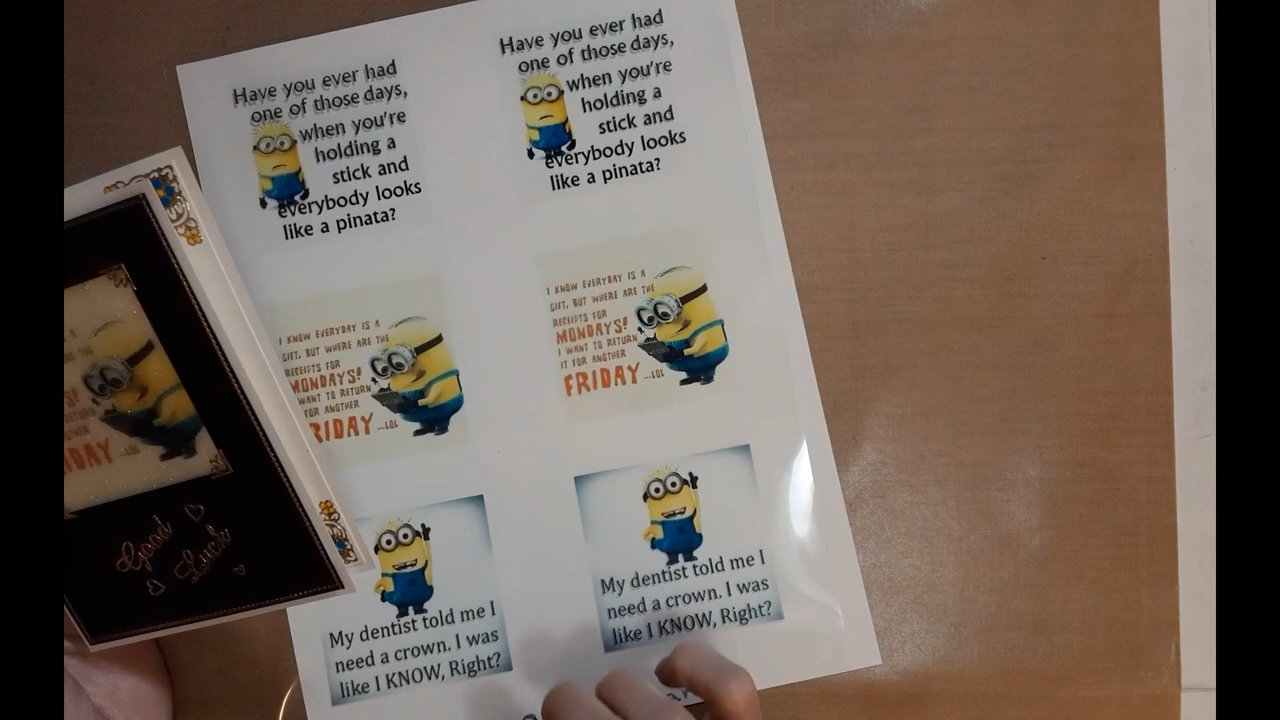 Have you ever had
one of those days,
when you're
holding a
stick and
everybody looks
like a pinata?
Have you ever had
one of those days,
when you're
holding a
stick and
everybody looks
like a pinata?
I KNOW EVERYDAY IS A
GIFT, BUT WHERE ARE THE
RECEIPTS FOR
MONDAYS!
WANT TO RETURN
FOR ANOTHER
RIDAY ...LOL
I KNOW EVERYDAY IS A
GIFT, BUT WHERE ARE THE
RECEIPTS FOR
MONDAYS!
I WANT TO RETURN
IT FOR ANOTHER
FRIDAY ...LOL
My dentist told me I
need a crown. I was
like I KNOW, Right?
My dentist told me I
need a crown. I was
like I KNOW, Right?
DAY ...LOL
Good
Luck